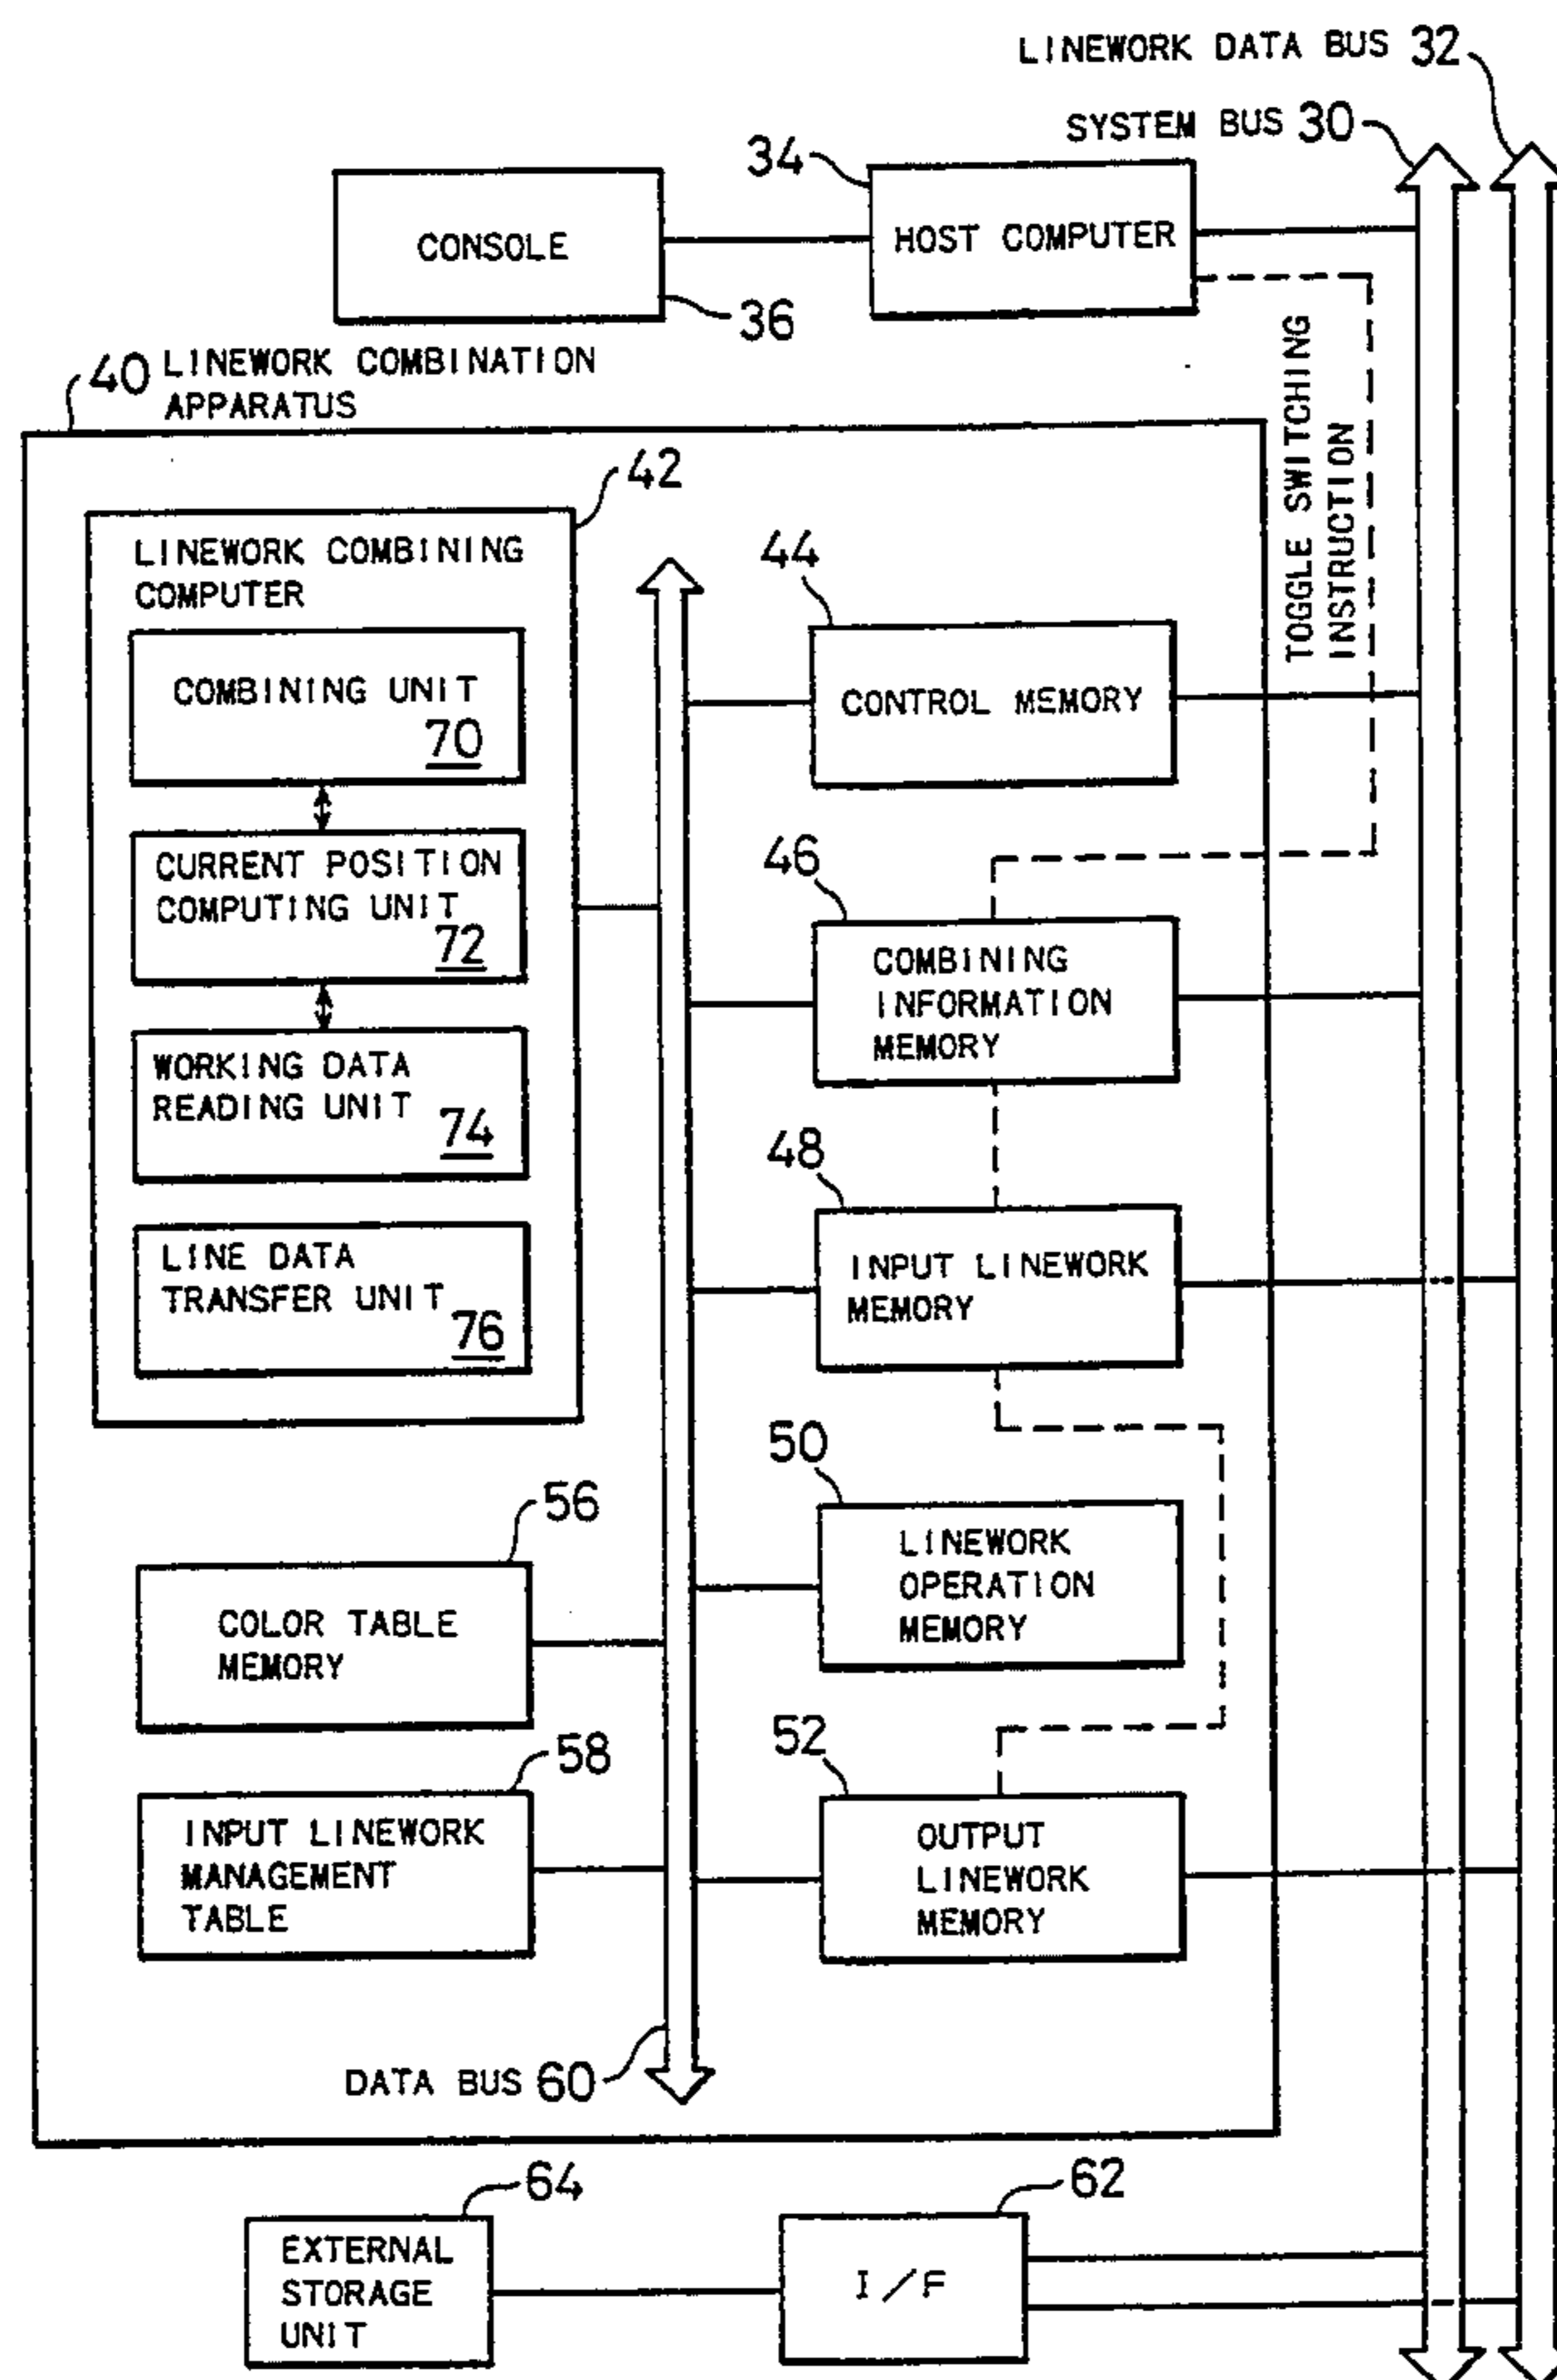 LINEWORK DATA BUS 32
SYSTEM BUS 30
34
CONSOLE
HOST COMPUTER
36
40 LINEWORK COMBINATION
APPARATUS
TOGGLE SWITCHING
INSTRUCTION
42
LINEWORK COMBINING
COMPUTER
44
COMBINING UNIT
70
CONTROL MEMORY
CURRENT POSITION
COMPUTING UNIT
72
46
COMBINING
INFORMATION
MEMORY
WORKING DATA
READING UNIT
74
48
LINE DATA
TRANSFER UNIT
76
INPUT LINEWORK
MEMORY
50
56
LINEWORK
OPERATION
MEMORY
COLOR TABLE
MEMORY
52
58
INPUT LINEWORK
MANAGEMENT
TABLE
OUTPUT
LINEWORK
MEMORY
DATA BUS 60
64
62
EXTERNAL
STORAGE
UNIT
I/F